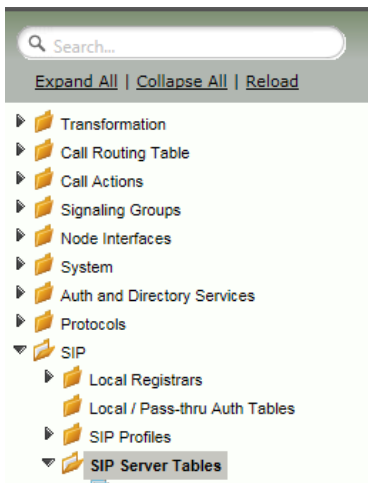 Search...
Expand All | Collapse All | Reload
Transformation
Call Routing Table
Call Actions
Signaling Groups
Node Interfaces
System
Auth and Directory Services
Protocols
SIP
Local Registrars
Local / Pass-thru Auth Tables
SIP Profiles
SIP Server Tables